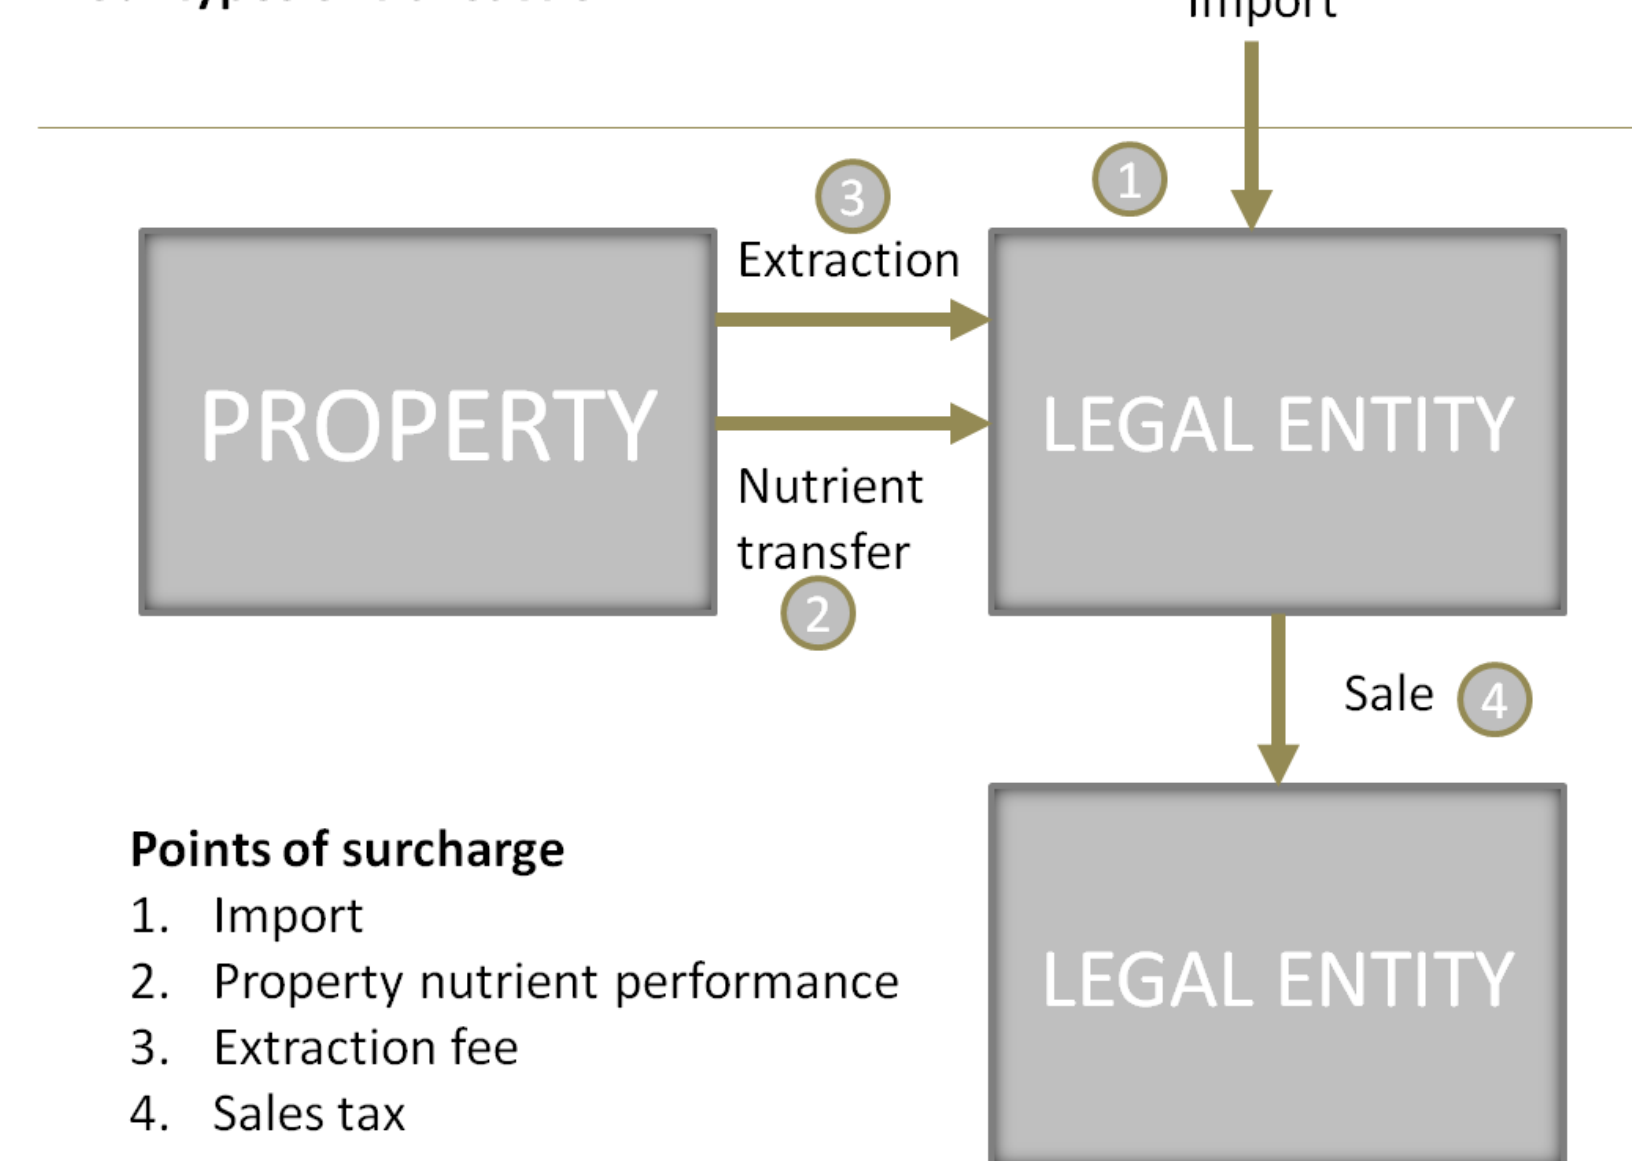 Import
3
1
Extraction
PROPERTY
LEGAL ENTITY
Nutrient
transfer
2
Sale
4
Points of surcharge
1. Import
2. Property nutrient performance
3. Extraction fee
4. Sales tax
LEGAL ENTITY